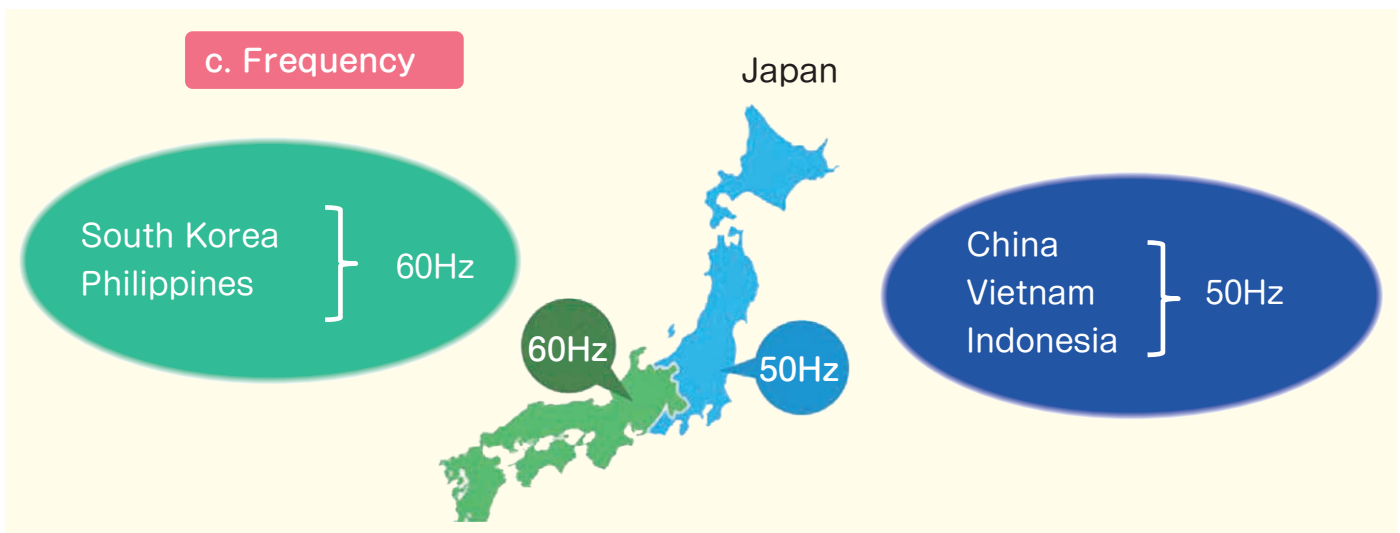 c. Frequency
Japan
South Korea
Philippines
60Hz
China
Vietnam
Indonesia
50Hz
60Hz
50Hz